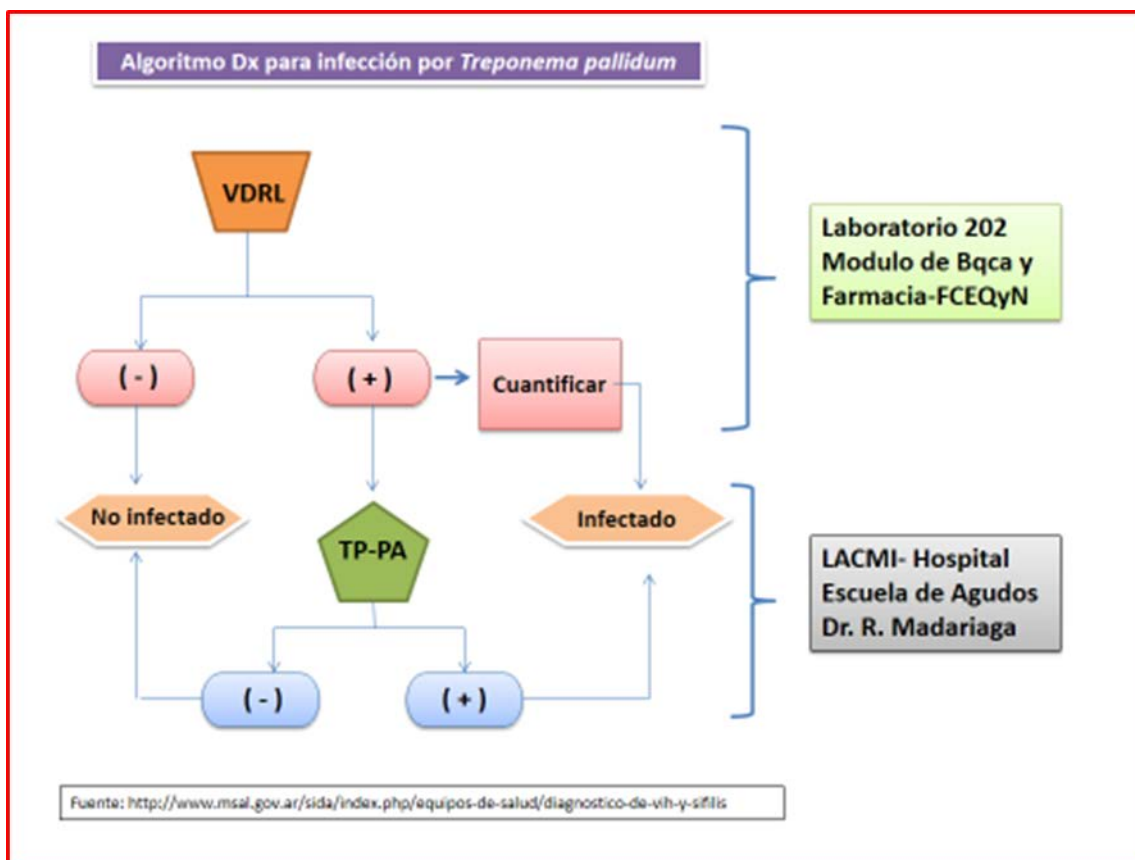 Algoritmo Dx para infección por Treponema pallidum
VDRL
Laboratorio 202
Modulo de Bqca y
Farmacia-FCEQyN
( - )
( + )
Cuantificar
No infectado
TP-PA
Infectado
LACMI- Hospital
Escuela de Agudos
Dr. R. Madariaga
( - )
( + )
Fuente: http://www.msal.gov.ar/sida/index.php/equipos-de-salud/diagnostico-de-vih-y-sifilis